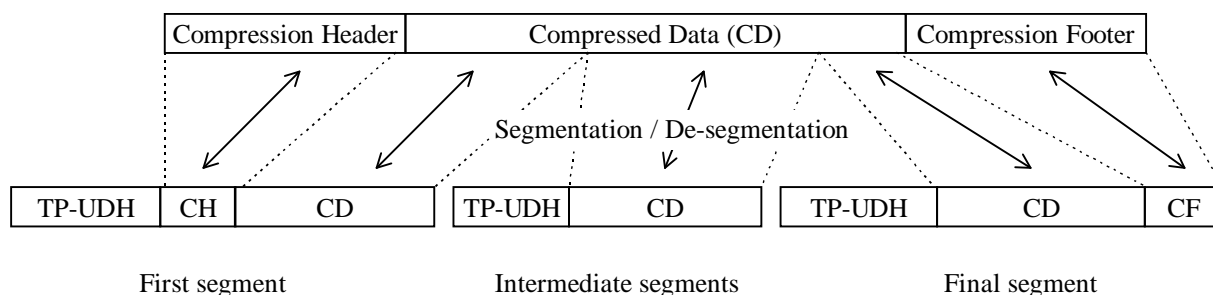 Compression Header Compressed Data (CD) Compression Footer
Segmentation / De-segmentation
TP-UDH CH CD TP-UDH CD TP-UDH CD CF
First segment Intermediate segments Final segment